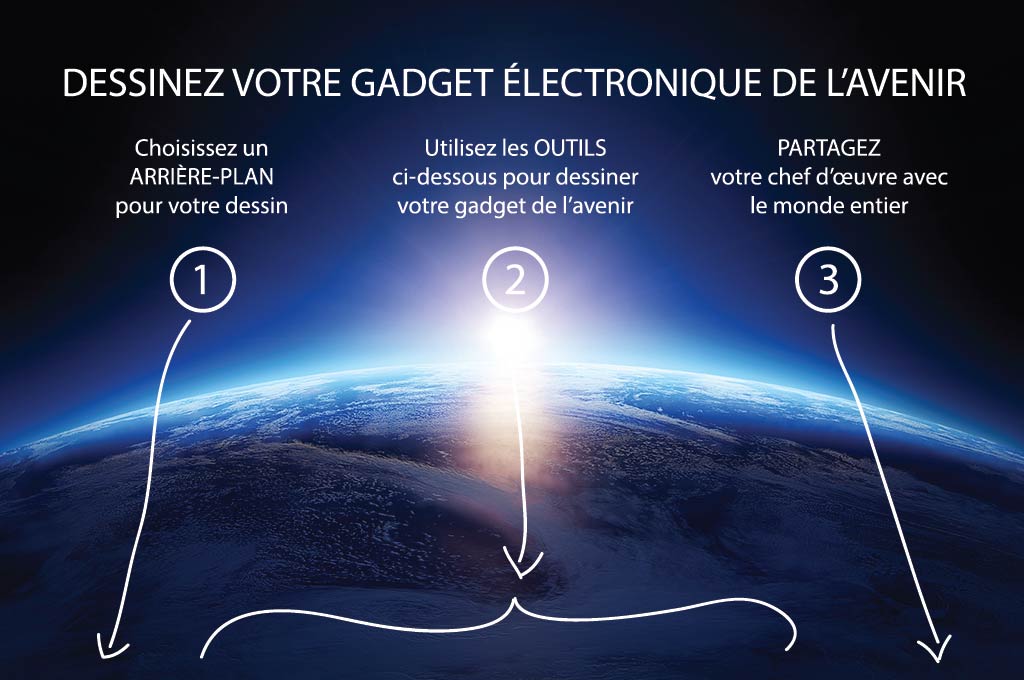 DESSINEZ VOTRE GADGET ÉLECTRONIQUE DE L’AVENIR
Choisissez un
ARRIÈRE-PLAN
pour votre dessin
1
Utilisez les OUTILS
ci-dessous pour dessiner
votre gadget de l’avenir
2
PARTAGEZ
votre chef d’œuvre avec
le monde entier
3